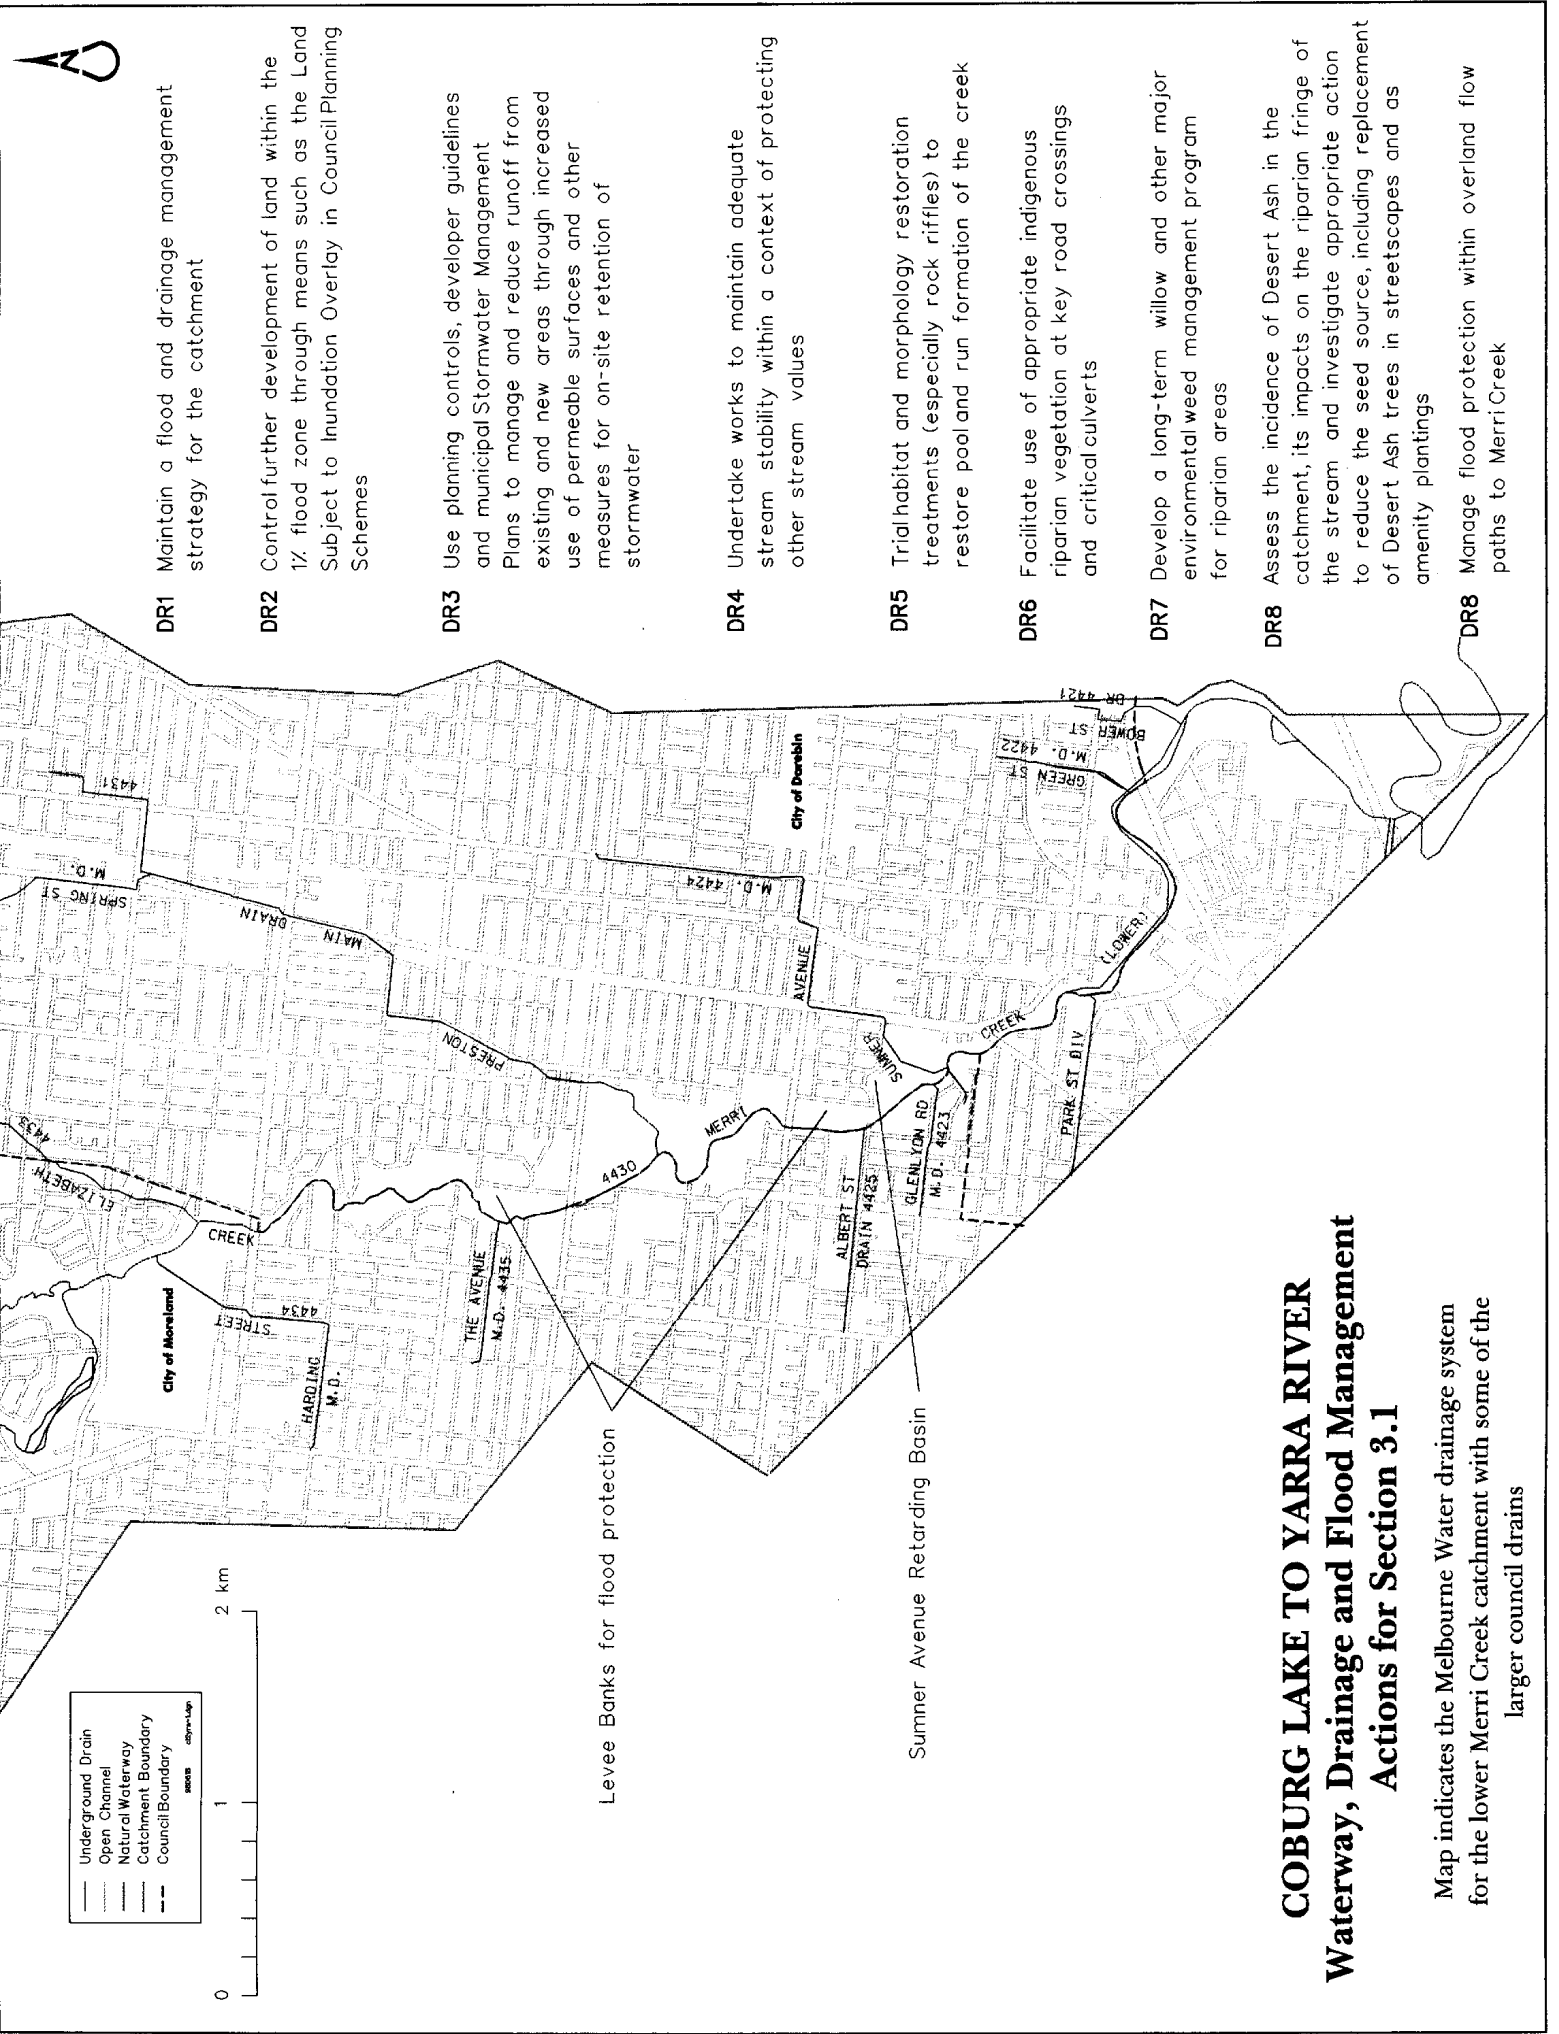 N
DR1 Maintain a flood and drainage management
strategy for the catchment
DR2 Control further development of land within the
1% flood zone through means such as the Land
Subject to Inundation Overlay in Council Planning
Schemes
DR3 Use planning controls, developer guidelines
and municipal Stormwater Management
Plans to manage and reduce runoff from
existing and new areas through increased
use of permeable surfaces and other
measures for on-site retention of
stormwater
DR4 Undertake works to maintain adequate
stream stability within a context of protecting
other stream values
DR5 Trial habitat and morphology restoration
treatments (especially rock riffles) to
restore pool and run formation of the creek
DR6 Facilitate use of appropriate indigenous
riparian vegetation at key road crossings
and critical culverts
DR7 Develop a long-term willow and other major
environmental weed management program
for riparian areas
DR8 Assess the incidence of Desert Ash in the
catchment, its impacts on the riparian fringe of
the stream and investigate appropriate action
to reduce the seed source, including replacement
of Desert Ash trees in streetscapes and as
amenity plantings
DR8 Manage flood protection within overland flow
paths to Merri Creek
4431
SPRING ST
M.D.
MAIN
DRAIN
PRESTON
4433
ELIZABETH
CREEK
City of Moreland
STREET
4434
HARDING
M.D.
THE AVENUE
M.D. 4435
4430
MERRI
City of Darebin
M.D. 4424
AVENUE
SUMNER
ALBERT ST
DRAIN 4425
GLENLYON RD
M.D. 4423
CREEK
PARK ST DIV
(LOWER)
GREEN ST
M.D. 4422
BOWER ST
DR 4421
Levee Banks for flood protection
Sumner Avenue Retarding Basin
Underground Drain
Open Channel
Natural Waterway
Catchment Boundary
Council Boundary
0 1 2 km
COBURG LAKE TO YARRA RIVER
Waterway, Drainage and Flood Management
Actions for Section 3.1
Map indicates the Melbourne Water drainage system
for the lower Merri Creek catchment with some of the
larger council drains